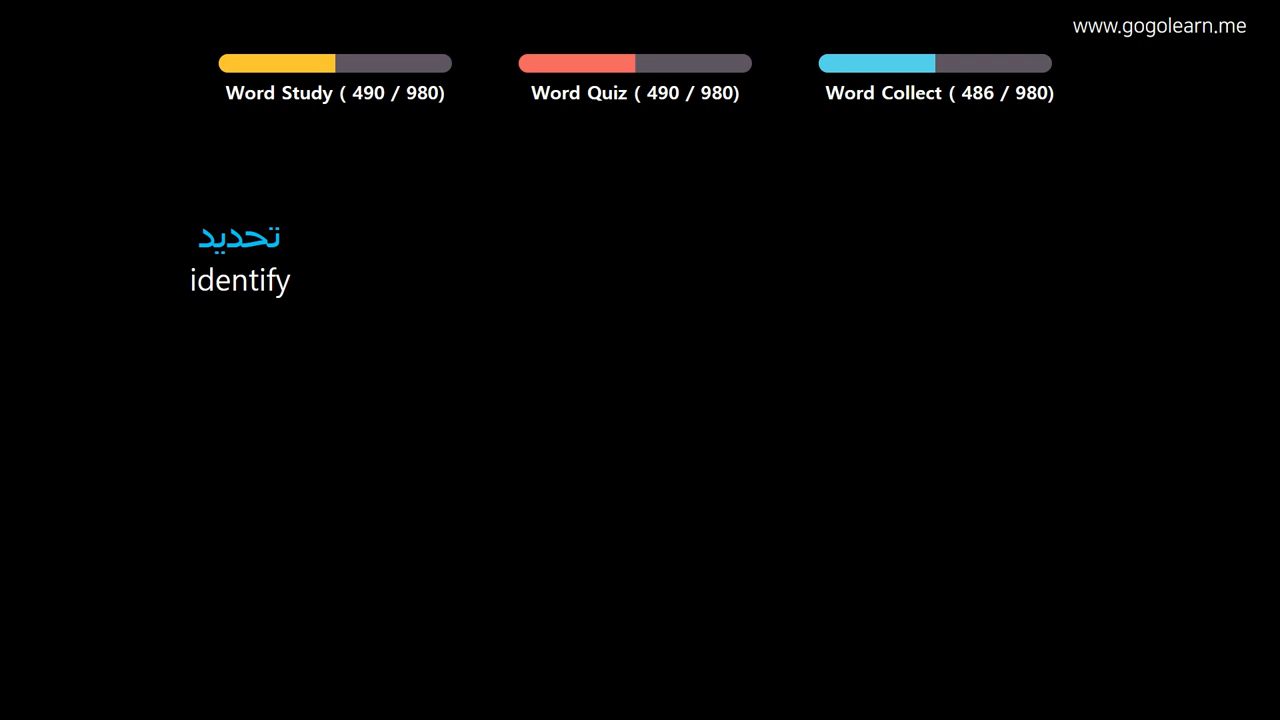 www.gogolearn.me
Word Study ( 490 / 980)
Word Quiz ( 490 / 980)
Word Collect ( 486 / 980)
تحديد
identify